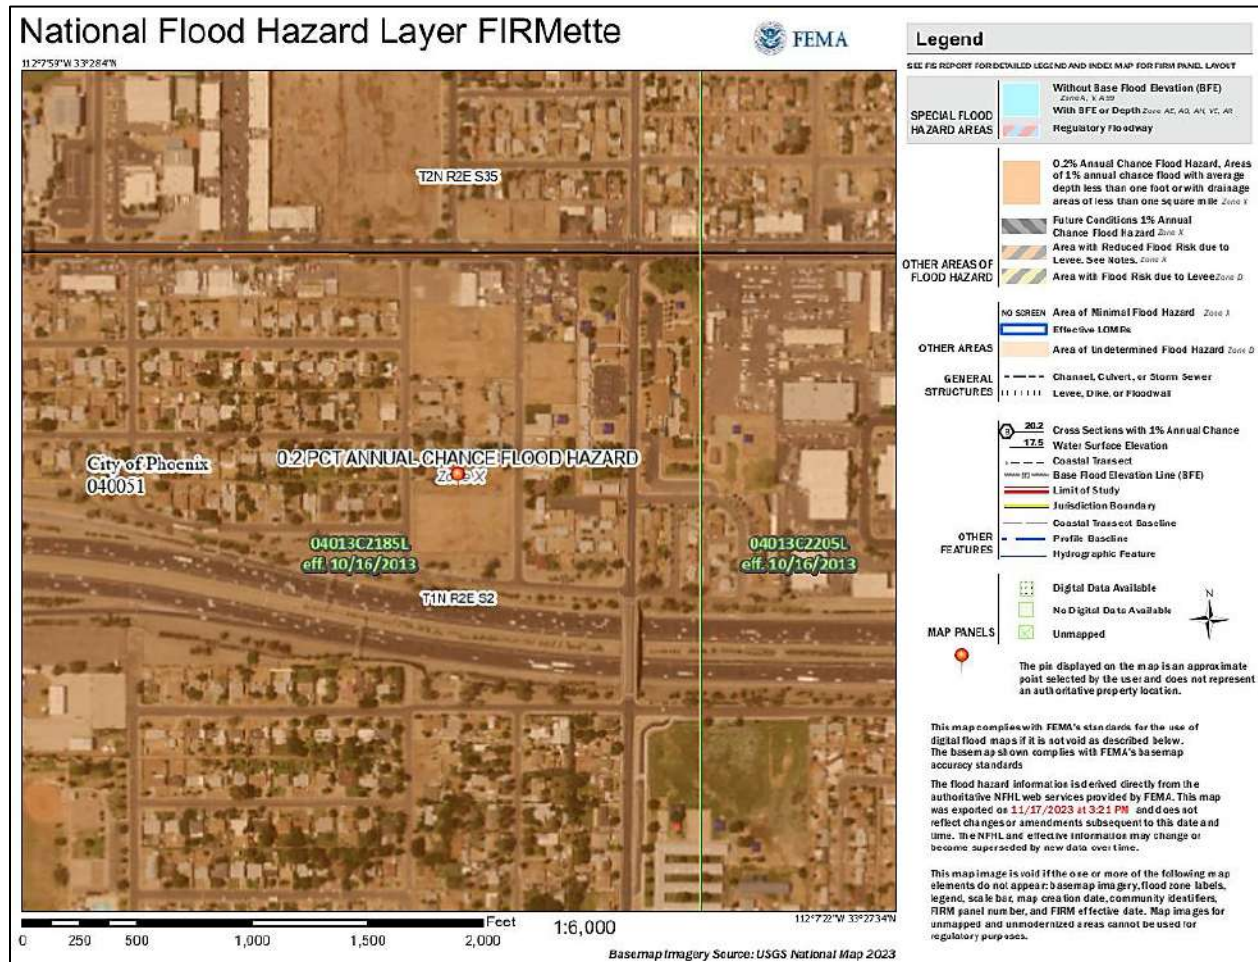 National Flood Hazard Layer FIRMette
FEMA
112°7'59"W 33°28'4"N
T2N R2E S35
City of Phoenix
040051
0.2 PCT ANNUAL CHANCE FLOOD HAZARD
Zone X
04013C2185L
eff. 10/16/2013
04013C2205L
eff. 10/16/2013
T1N R2E S2
Feet
0 250 500 1,000 1,500 2,000
1:6,000
112°7'22"W 33°27'34"N
Basemap Imagery Source: USGS National Map 2023
Legend
SEE FIS REPORT FOR DETAILED LEGEND AND INDEX MAP FOR FIRM PANEL LAYOUT
SPECIAL FLOOD
HAZARD AREAS
Without Base Flood Elevation (BFE)
Zone A, V, A99
With BFE or Depth Zone AE, AO, AH, VE, AR
Regulatory Floodway
OTHER AREAS OF
FLOOD HAZARD
0.2% Annual Chance Flood Hazard, Areas
of 1% annual chance flood with average
depth less than one foot or with drainage
areas of less than one square mile Zone X
Future Conditions 1% Annual
Chance Flood Hazard Zone X
Area with Reduced Flood Risk due to
Levee. See Notes. Zone X
Area with Flood Risk due to Levee Zone D
OTHER AREAS
NO SCREEN Area of Minimal Flood Hazard Zone X
Effective LOMRs
Area of Undetermined Flood Hazard Zone D
GENERAL
STRUCTURES
Channel, Culvert, or Storm Sewer
Levee, Dike, or Floodwall
OTHER
FEATURES
B 20.2 Cross Sections with 1% Annual Chance
17.5 Water Surface Elevation
8 Coastal Transect
513 Base Flood Elevation Line (BFE)
Limit of Study
Jurisdiction Boundary
Coastal Transect Baseline
Profile Baseline
Hydrographic Feature
MAP PANELS
Digital Data Available
No Digital Data Available
Unmapped
N
The pin displayed on the map is an approximate
point selected by the user and does not represent
an authoritative property location.
This map complies with FEMA's standards for the use of
digital flood maps if it is not void as described below.
The basemap shown complies with FEMA's basemap
accuracy standards
The flood hazard information is derived directly from the
authoritative NFHL web services provided by FEMA. This map
was exported on 11/17/2023 at 3:21 PM and does not
reflect changes or amendments subsequent to this date and
time. The NFHL and effective information may change or
become superseded by new data over time.
This map image is void if the one or more of the following map
elements do not appear: basemap imagery, flood zone labels,
legend, scale bar, map creation date, community identifiers,
FIRM panel number, and FIRM effective date. Map images for
unmapped and unmodernized areas cannot be used for
regulatory purposes.